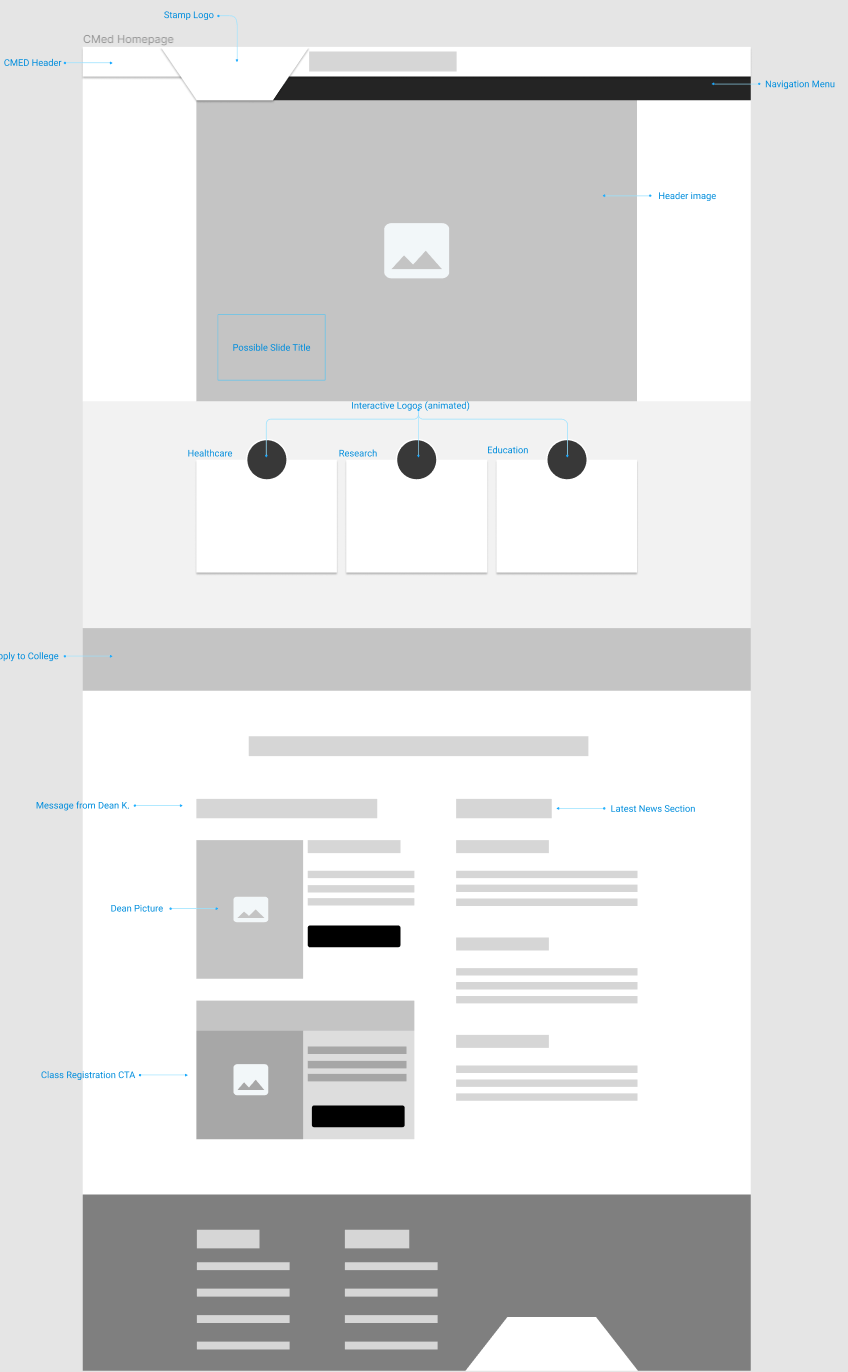 Stamp Logo
CMed Homepage
CMED Header
Navigation Menu
Header image
Possible Slide Title
Interactive Logos (animated)
Healthcare
Research
Education
pply to College
Message from Dean K.
Latest News Section
Dean Picture
Class Registration CTA